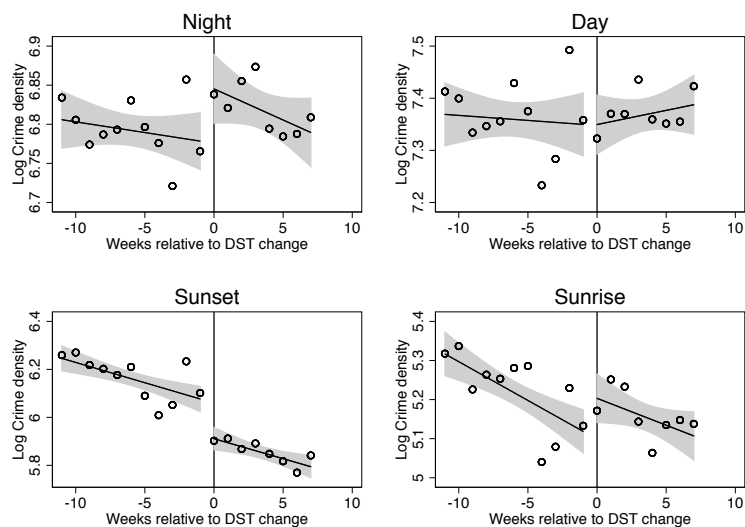 Night
Log Crime density
6.7 6.75 6.8 6.85 6.9
-10 -5 0 5 10
Weeks relative to DST change
Day
Log Crime density
7.2 7.3 7.4 7.5
-10 -5 0 5 10
Weeks relative to DST change
Sunset
Log Crime density
5.8 6 6.2 6.4
-10 -5 0 5 10
Weeks relative to DST change
Sunrise
Log Crime density
5 5.1 5.2 5.3 5.4
-10 -5 0 5 10
Weeks relative to DST change